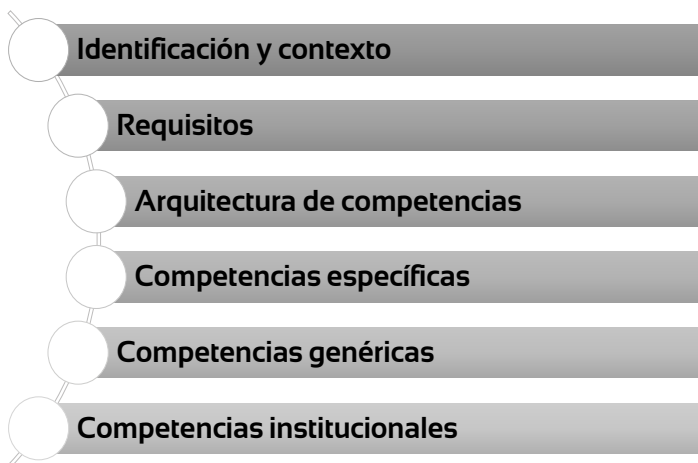 Identificación y contexto
Requisitos
Arquitectura de competencias
Competencias específicas
Competencias genéricas
Competencias institucionales